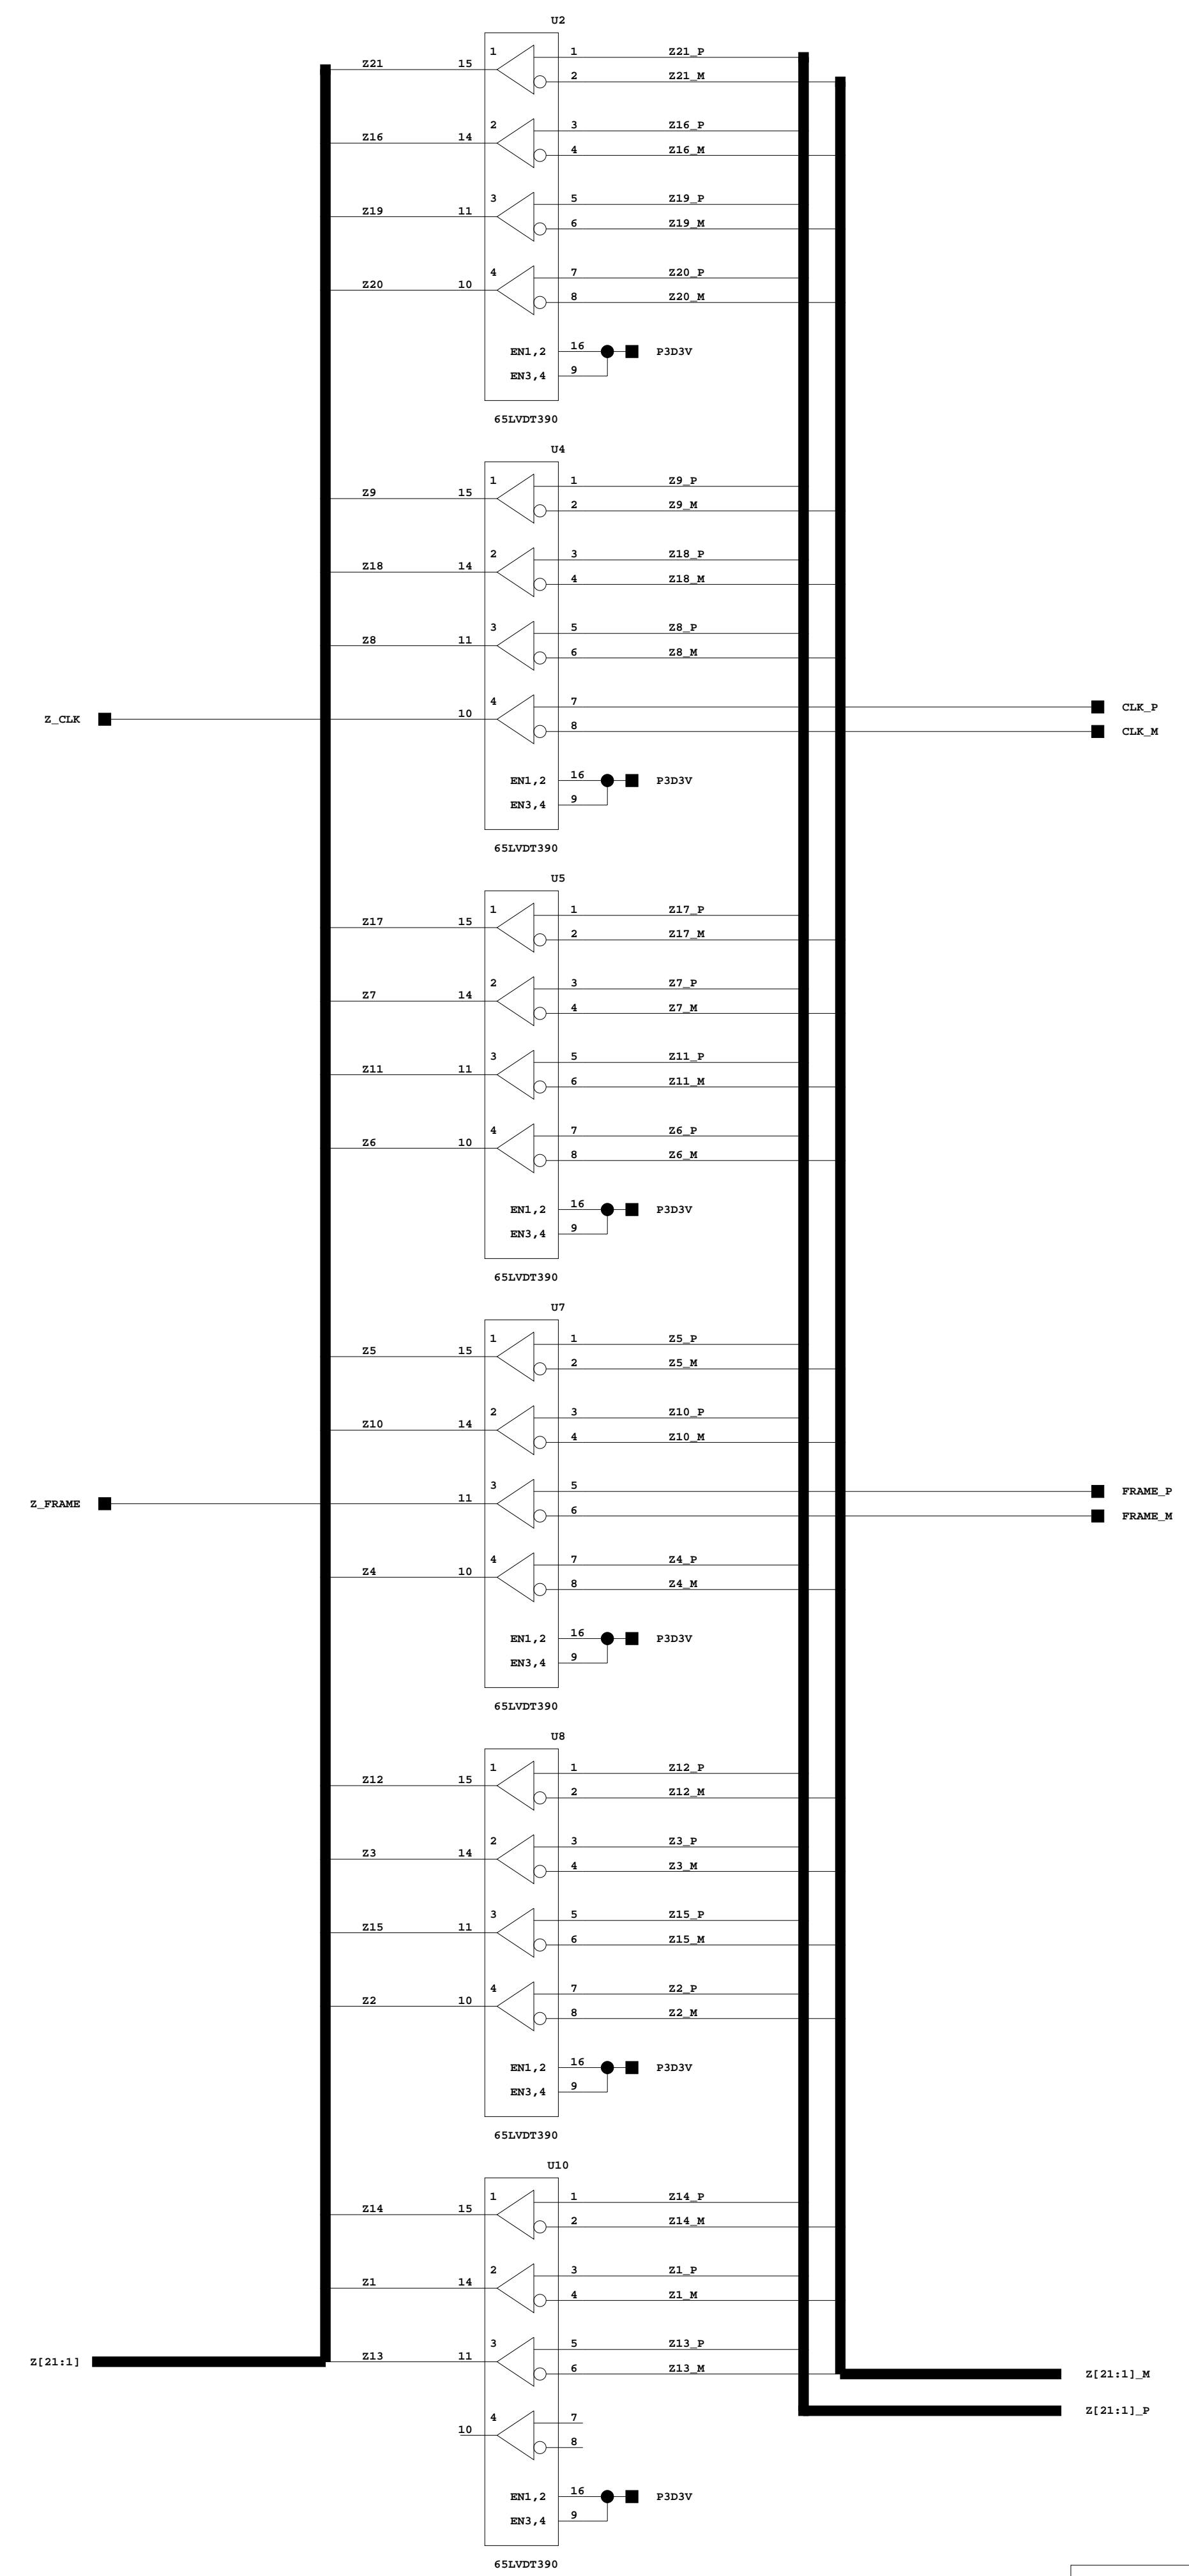 U2
1 1 Z21_P
Z21 15
2 Z21_M
2 3 Z16_P
Z16 14
4 Z16_M
3 5 Z19_P
Z19 11
6 Z19_M
4 7 Z20_P
Z20 10
8 Z20_M
EN1,2 16 P3D3V
EN3,4 9
65LVDT390
U4
1 1 Z9_P
Z9 15
2 Z9_M
2 3 Z18_P
Z18 14
4 Z18_M
3 5 Z8_P
Z8 11
6 Z8_M
4 7 CLK_P
Z_CLK 10
8 CLK_M
EN1,2 16 P3D3V
EN3,4 9
65LVDT390
U5
1 1 Z17_P
Z17 15
2 Z17_M
2 3 Z7_P
Z7 14
4 Z7_M
3 5 Z11_P
Z11 11
6 Z11_M
4 7 Z6_P
Z6 10
8 Z6_M
EN1,2 16 P3D3V
EN3,4 9
65LVDT390
U7
1 1 Z5_P
Z5 15
2 Z5_M
2 3 Z10_P
Z10 14
4 Z10_M
3 5 FRAME_P
Z_FRAME 11
6 FRAME_M
4 7 Z4_P
Z4 10
8 Z4_M
EN1,2 16 P3D3V
EN3,4 9
65LVDT390
U8
1 1 Z12_P
Z12 15
2 Z12_M
2 3 Z3_P
Z3 14
4 Z3_M
3 5 Z15_P
Z15 11
6 Z15_M
4 7 Z2_P
Z2 10
8 Z2_M
EN1,2 16 P3D3V
EN3,4 9
65LVDT390
U10
1 1 Z14_P
Z14 15
2 Z14_M
2 3 Z1_P
Z1 14
4 Z1_M
3 5 Z13_P
Z[21:1] Z13 11
6 Z13_M Z[21:1]_M
Z[21:1]_P
4 7
10
8
EN1,2 16 P3D3V
EN3,4 9
65LVDT390